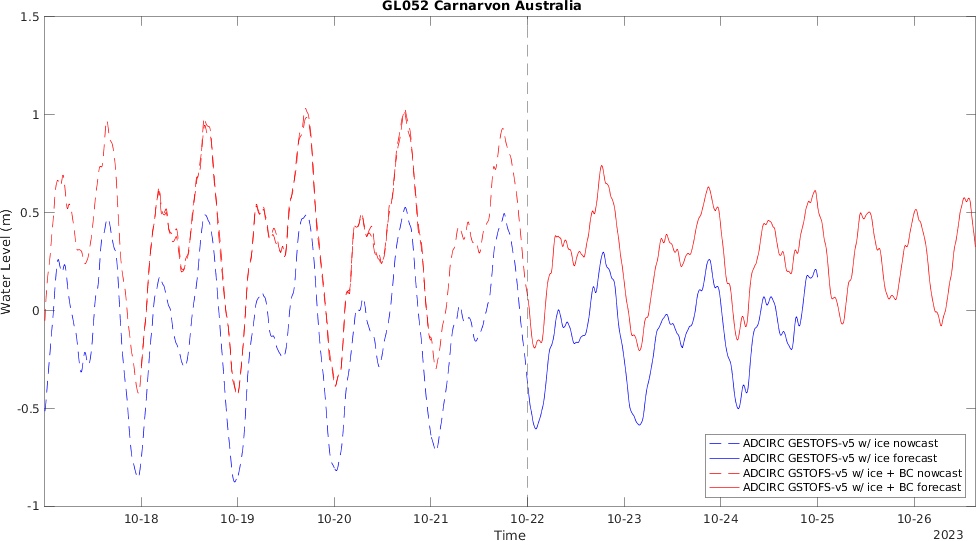 GL052 Carnarvon Australia
1.5
1
0.5
0
-0.5
-1
Water Level (m)
ADCIRC GESTOFS-v5 w/ ice nowcast
ADCIRC GESTOFS-v5 w/ ice forecast
ADCIRC GSTOFS-v5 w/ ice + BC nowcast
ADCIRC GSTOFS-v5 w/ ice + BC forecast
10-18 10-19 10-20 10-21 10-22 10-23 10-24 10-25 10-26
Time
2023